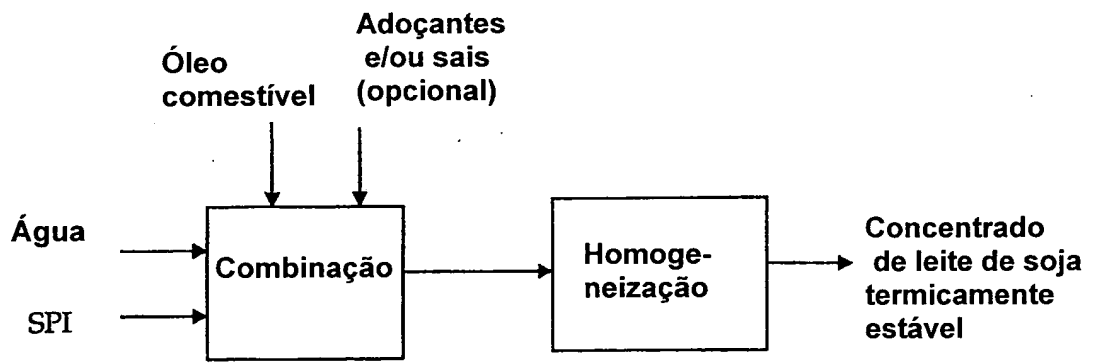 Óleo
comestível
Adoçantes
e/ou sais
(opcional)
Água
SPI
Combinação
Homoge-
neização
Concentrado
de leite de soja
termicamente
estável